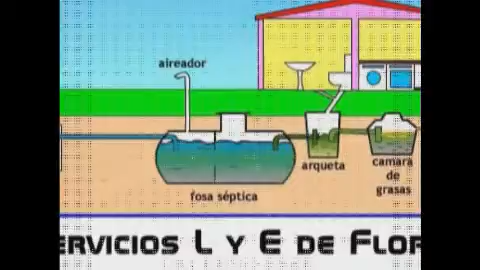 aireador
arqueta
camara
de
grasas
fosa séptica
ERVICIOS L Y E DE FLOR